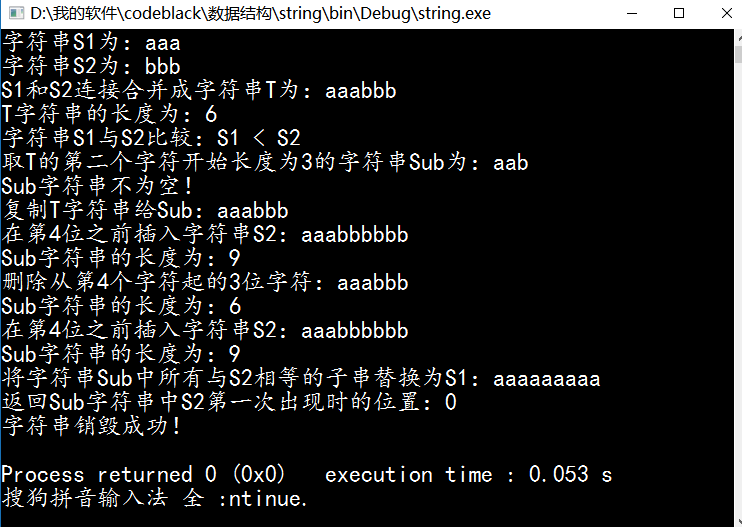 D:\我的软件\codeblack\数据结构\string\bin\Debug\string.exe
字符串S1为: aaa
字符串S2为: bbb
S1和S2连接合并成字符串T为: aaabbb
T字符串的长度为: 6
字符串S1与S2比较: S1 < S2
取T的第二个字符开始长度为3的字符串Sub为: aab
Sub字符串不为空!
复制T字符串给Sub: aaabbb
在第4位之前插入字符串S2: aaabbbbbb
Sub字符串的长度为: 9
删除从第4个字符起的3位字符: aaabbb
Sub字符串的长度为: 6
在第4位之前插入字符串S2: aaabbbbbb
Sub字符串的长度为: 9
将字符串Sub中所有与S2相等的子串替换为S1: aaaaaaaaa
返回Sub字符串中S2第一次出现时的位置: 0
字符串销毁成功!
Process returned 0 (0x0)   execution time : 0.053 s
搜狗拼音输入法 全 :ntinue.